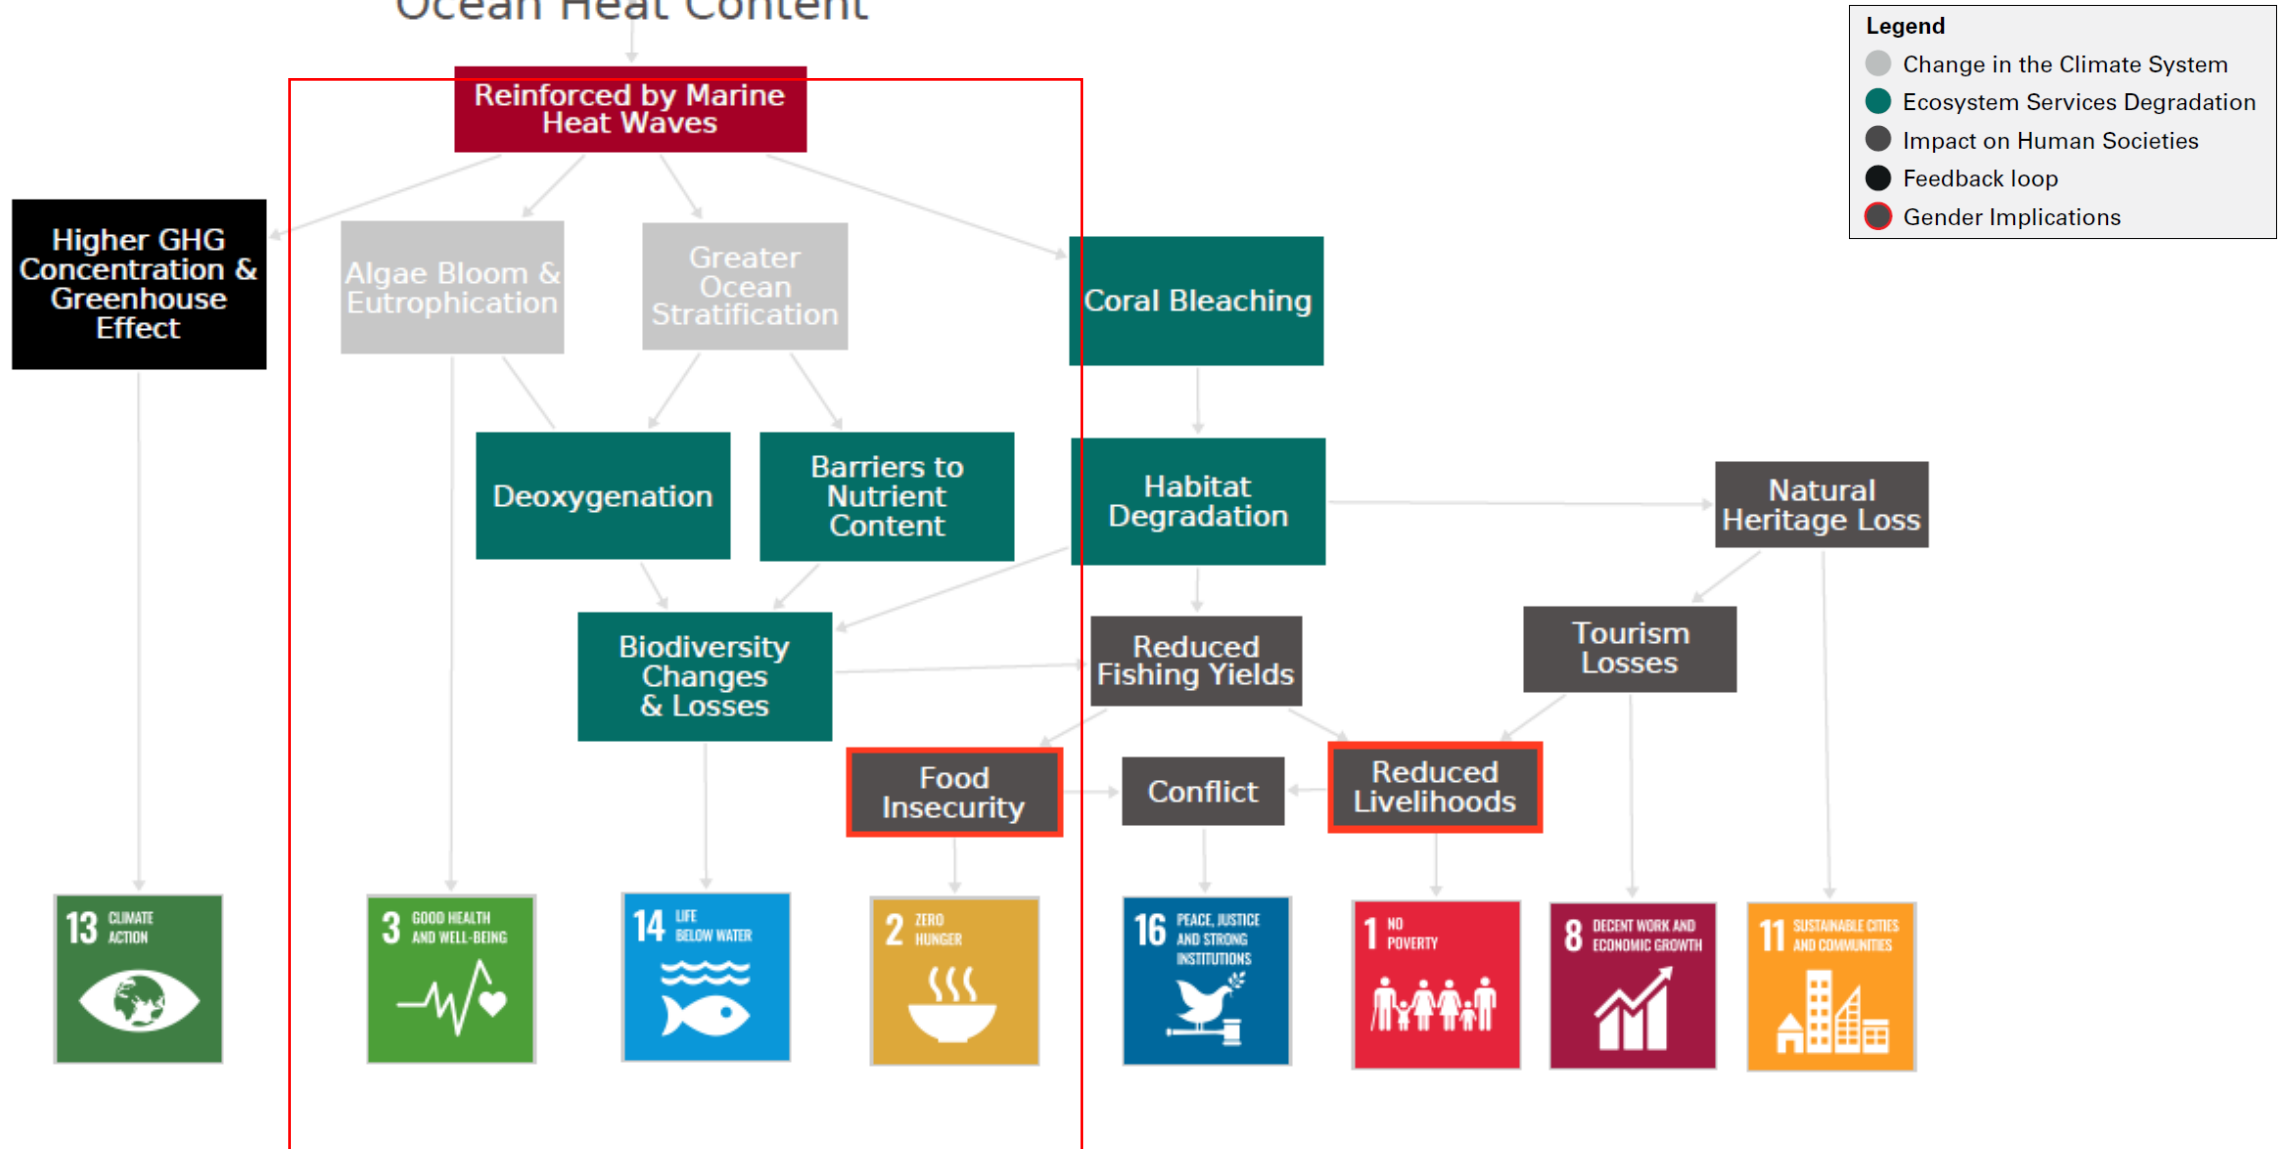 Ocean Heat Content
Legend
Change in the Climate System
Ecosystem Services Degradation
Impact on Human Societies
Feedback loop
Gender Implications
Reinforced by Marine
Heat Waves
Higher GHG
Concentration &
Greenhouse
Effect
Algae Bloom &
Eutrophication
Greater
Ocean
Stratification
Coral Bleaching
Deoxygenation
Barriers to
Nutrient
Content
Habitat
Degradation
Natural
Heritage Loss
Biodiversity
Changes
& Losses
Reduced
Fishing Yields
Tourism
Losses
Food
Insecurity
Conflict
Reduced
Livelihoods
13 CLIMATE
ACTION
3 GOOD HEALTH
AND WELL-BEING
14 LIFE
BELOW WATER
2 ZERO
HUNGER
16 PEACE, JUSTICE
AND STRONG
INSTITUTIONS
1 NO
POVERTY
8 DECENT WORK AND
ECONOMIC GROWTH
11 SUSTAINABLE CITIES
AND COMMUNITIES